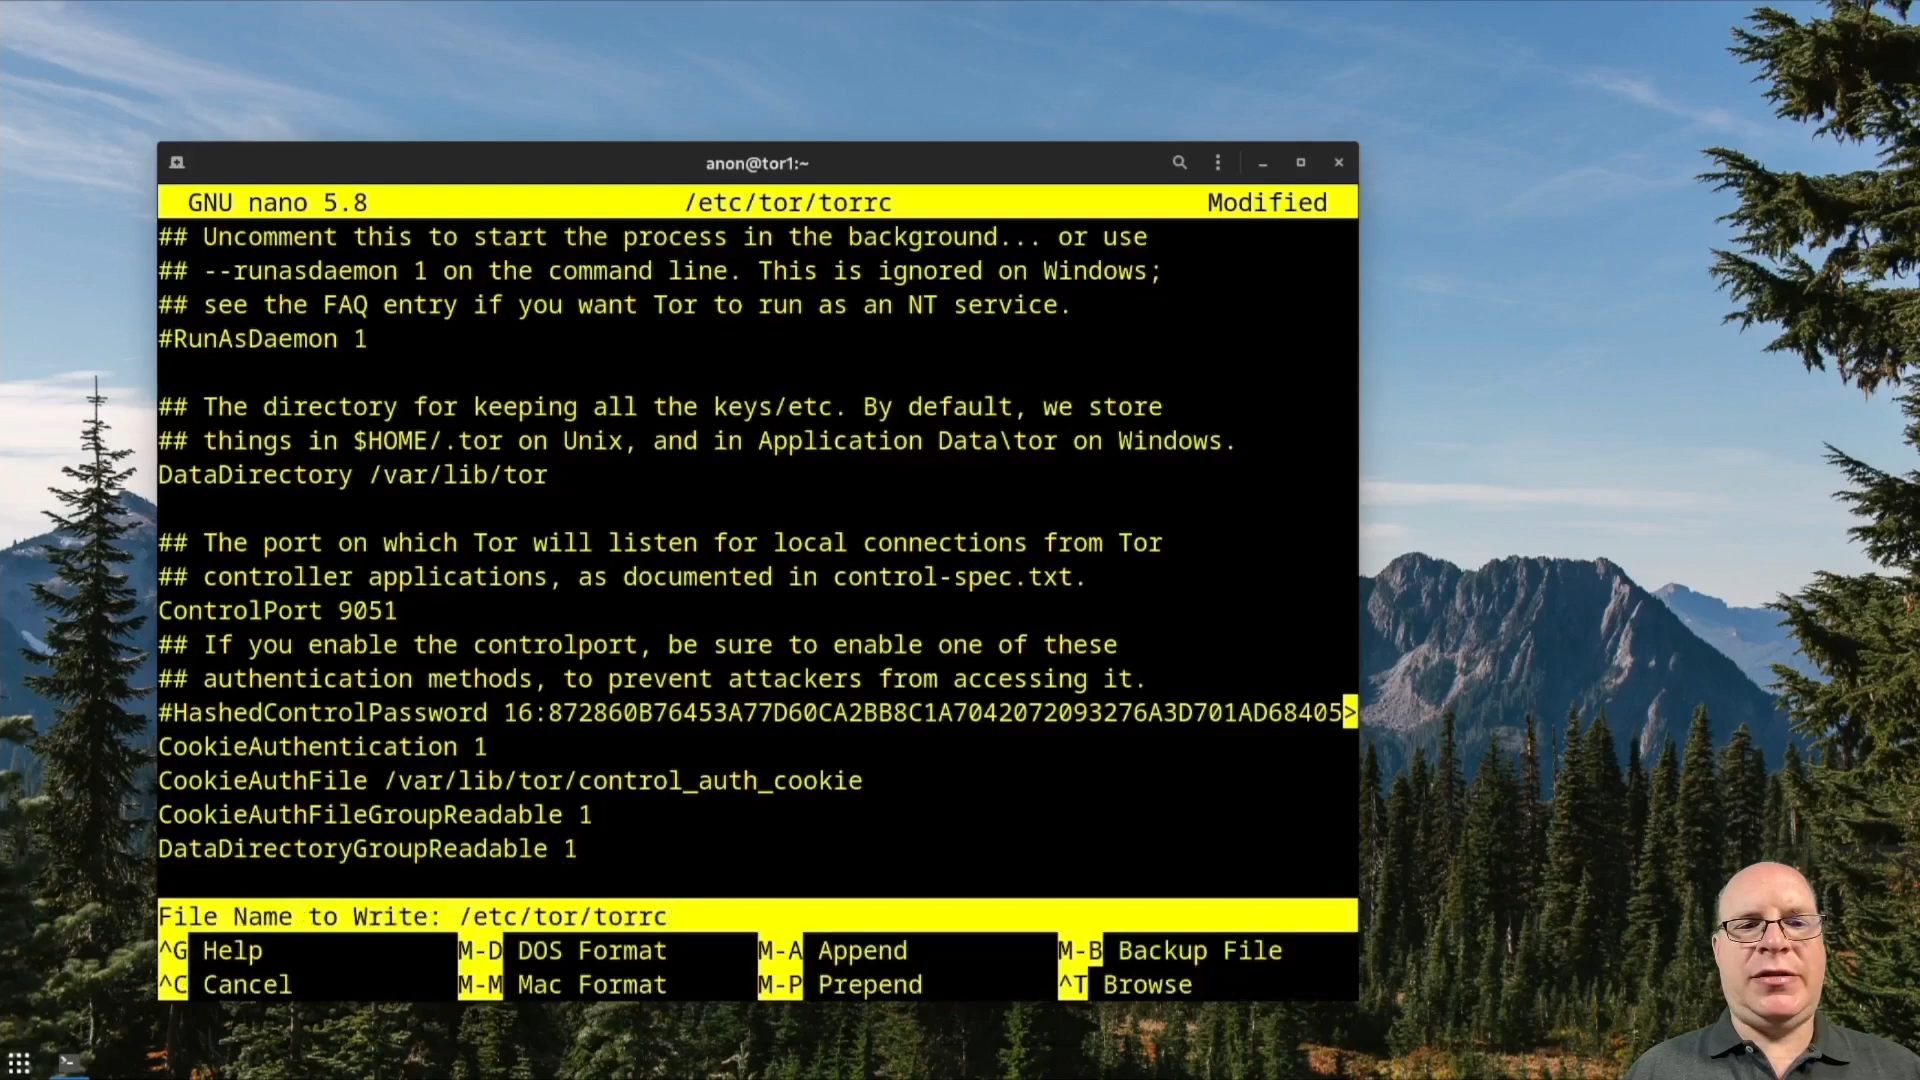 anon@tor1:~
GNU nano 5.8 /etc/tor/torrc Modified
## Uncomment this to start the process in the background... or use
## --runasdaemon 1 on the command line. This is ignored on Windows;
## see the FAQ entry if you want Tor to run as an NT service.
#RunAsDaemon 1
## The directory for keeping all the keys/etc. By default, we store
## things in $HOME/.tor on Unix, and in Application Data\tor on Windows.
DataDirectory /var/lib/tor
## The port on which Tor will listen for local connections from Tor
## controller applications, as documented in control-spec.txt.
ControlPort 9051
## If you enable the controlport, be sure to enable one of these
## authentication methods, to prevent attackers from accessing it.
#HashedControlPassword 16:872860B76453A77D60CA2BB8C1A7042072093276A3D701AD68405>
CookieAuthentication 1
CookieAuthFile /var/lib/tor/control_auth_cookie
CookieAuthFileGroupReadable 1
DataDirectoryGroupReadable 1
File Name to Write: /etc/tor/torrc
^G Help M-D DOS Format M-A Append M-B Backup File
^C Cancel M-M Mac Format M-P Prepend ^T Browse